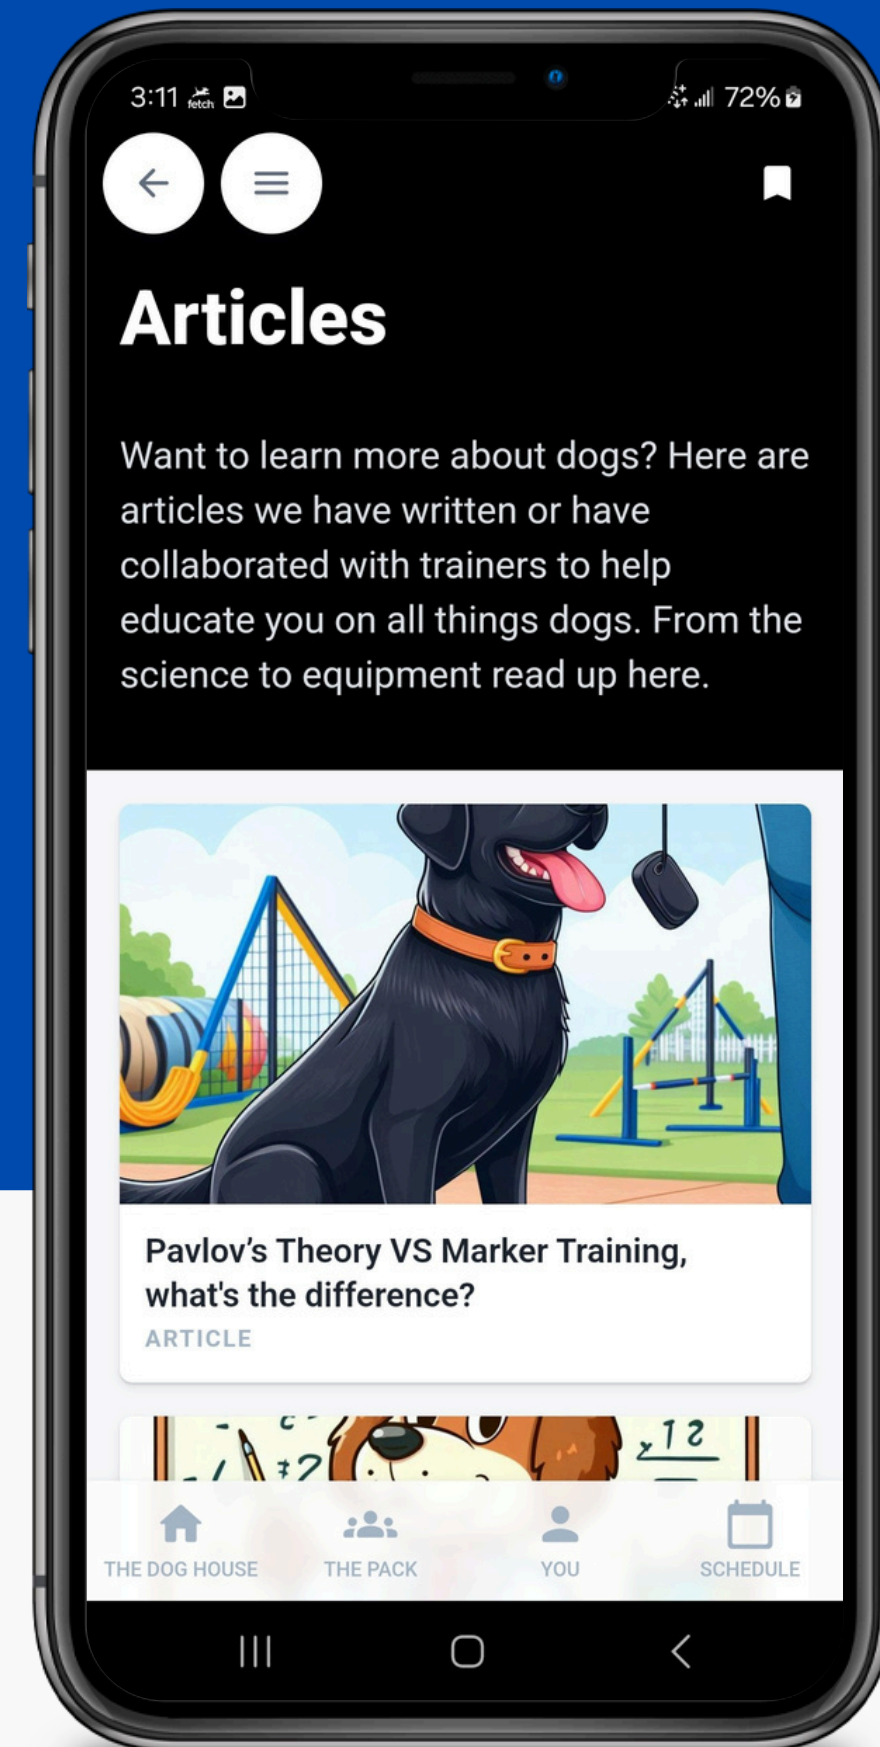 3:11 fetch 72%
Articles
Want to learn more about dogs? Here are
articles we have written or have
collaborated with trainers to help
educate you on all things dogs. From the
science to equipment read up here.
Pavlov’s Theory VS Marker Training,
what's the difference?
ARTICLE
12
THE DOG HOUSE THE PACK YOU SCHEDULE